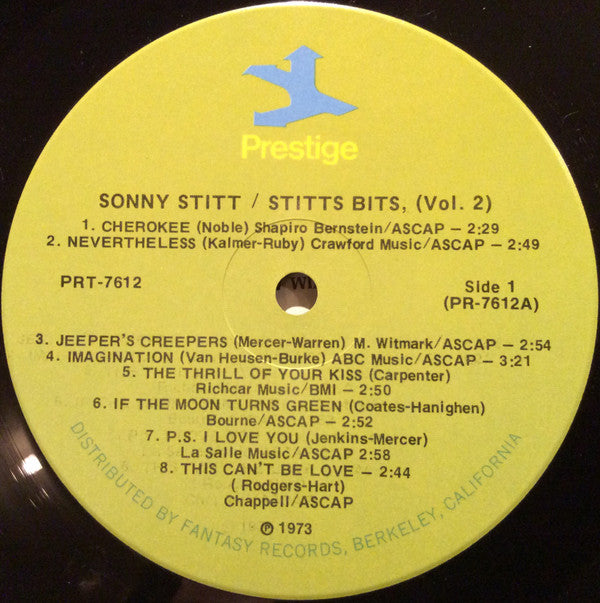 Prestige
SONNY STITT / STITTS BITS, (Vol. 2)
1. CHEROKEE (Noble) Shapiro Bernstein/ASCAP – 2:29
2. NEVERTHELESS (Kalmer-Ruby) Crawford Music/ASCAP – 2:49
PRT-7612
Side 1
(PR-7612A)
3. JEEPER'S CREEPERS (Mercer-Warren) M. Witmark/ASCAP – 2:54
4. IMAGINATION (Van Heusen-Burke) ABC Music/ASCAP – 3:21
5. THE THRILL OF YOUR KISS (Carpenter)
Richcar Music/BMI – 2:50
6. IF THE MOON TURNS GREEN (Coates-Hanighen)
Bourne/ASCAP – 2:52
7. P.S. I LOVE YOU (Jenkins-Mercer)
La Salle Music/ASCAP 2:58
8. THIS CAN'T BE LOVE – 2:44
( Rodgers-Hart)
Chappell/ASCAP
℗ 1973
DISTRIBUTED BY FANTASY RECORDS, BERKELEY, CALIFORNIA